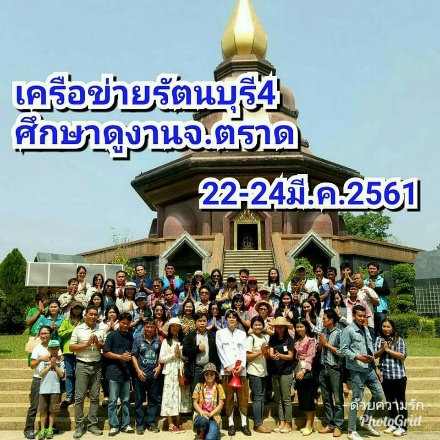 เครือข่ายรัตนบุรี4
ศึกษาดูงานจ.ตราด
22-24มี.ค.2561
ด้วยความรัก
PhotoGrid